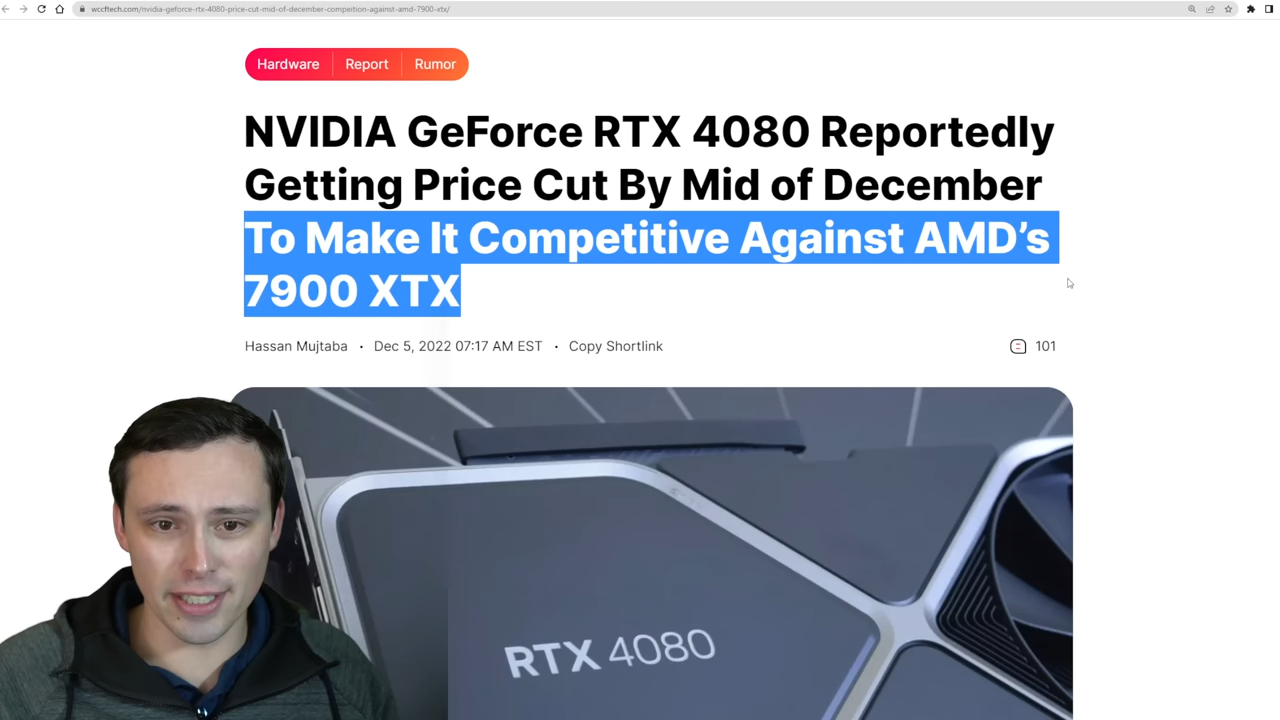 wccftech.com/nvidia-geforce-rtx-4080-price-cut-mid-of-december-compeition-against-amd-7900-xtx/
Hardware Report Rumor
NVIDIA GeForce RTX 4080 Reportedly
Getting Price Cut By Mid of December
To Make It Competitive Against AMD’s
7900 XTX
Hassan Mujtaba • Dec 5, 2022 07:17 AM EST • Copy Shortlink 101
RTX 4080